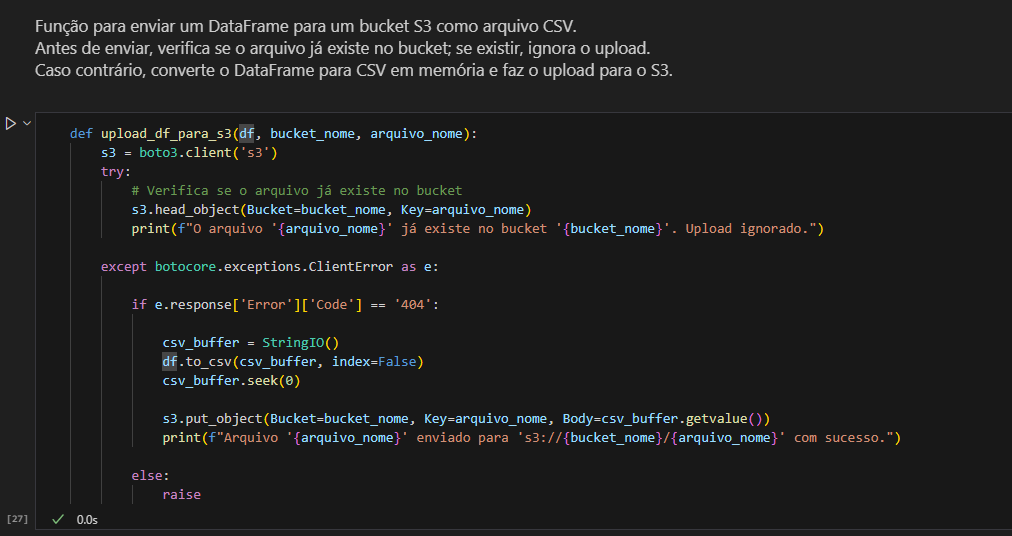 Função para enviar um DataFrame para um bucket S3 como arquivo CSV.
Antes de enviar, verifica se o arquivo já existe no bucket; se existir, ignora o upload.
Caso contrário, converte o DataFrame para CSV em memória e faz o upload para o S3.
def upload_df_para_s3(df, bucket_nome, arquivo_nome):
    s3 = boto3.client('s3')
    try:
        # Verifica se o arquivo já existe no bucket
        s3.head_object(Bucket=bucket_nome, Key=arquivo_nome)
        print(f"O arquivo '{arquivo_nome}' já existe no bucket '{bucket_nome}'. Upload ignorado.")
    except botocore.exceptions.ClientError as e:
        if e.response['Error']['Code'] == '404':
            csv_buffer = StringIO()
            df.to_csv(csv_buffer, index=False)
            csv_buffer.seek(0)
            s3.put_object(Bucket=bucket_nome, Key=arquivo_nome, Body=csv_buffer.getvalue())
            print(f"Arquivo '{arquivo_nome}' enviado para 's3://{bucket_nome}/{arquivo_nome}' com sucesso.")
        else:
            raise
[27] ✓ 0.0s